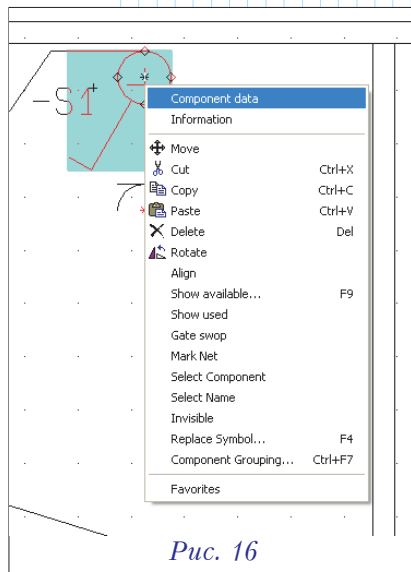 -S1
Component data
Information
Move
Cut Ctrl+X
Copy Ctrl+C
Paste Ctrl+V
Delete Del
Rotate
Align
Show available... F9
Show used
Gate swop
Mark Net
Select Component
Select Name
Invisible
Replace Symbol... F4
Component Grouping... Ctrl+F7
Favorites
Рис. 16